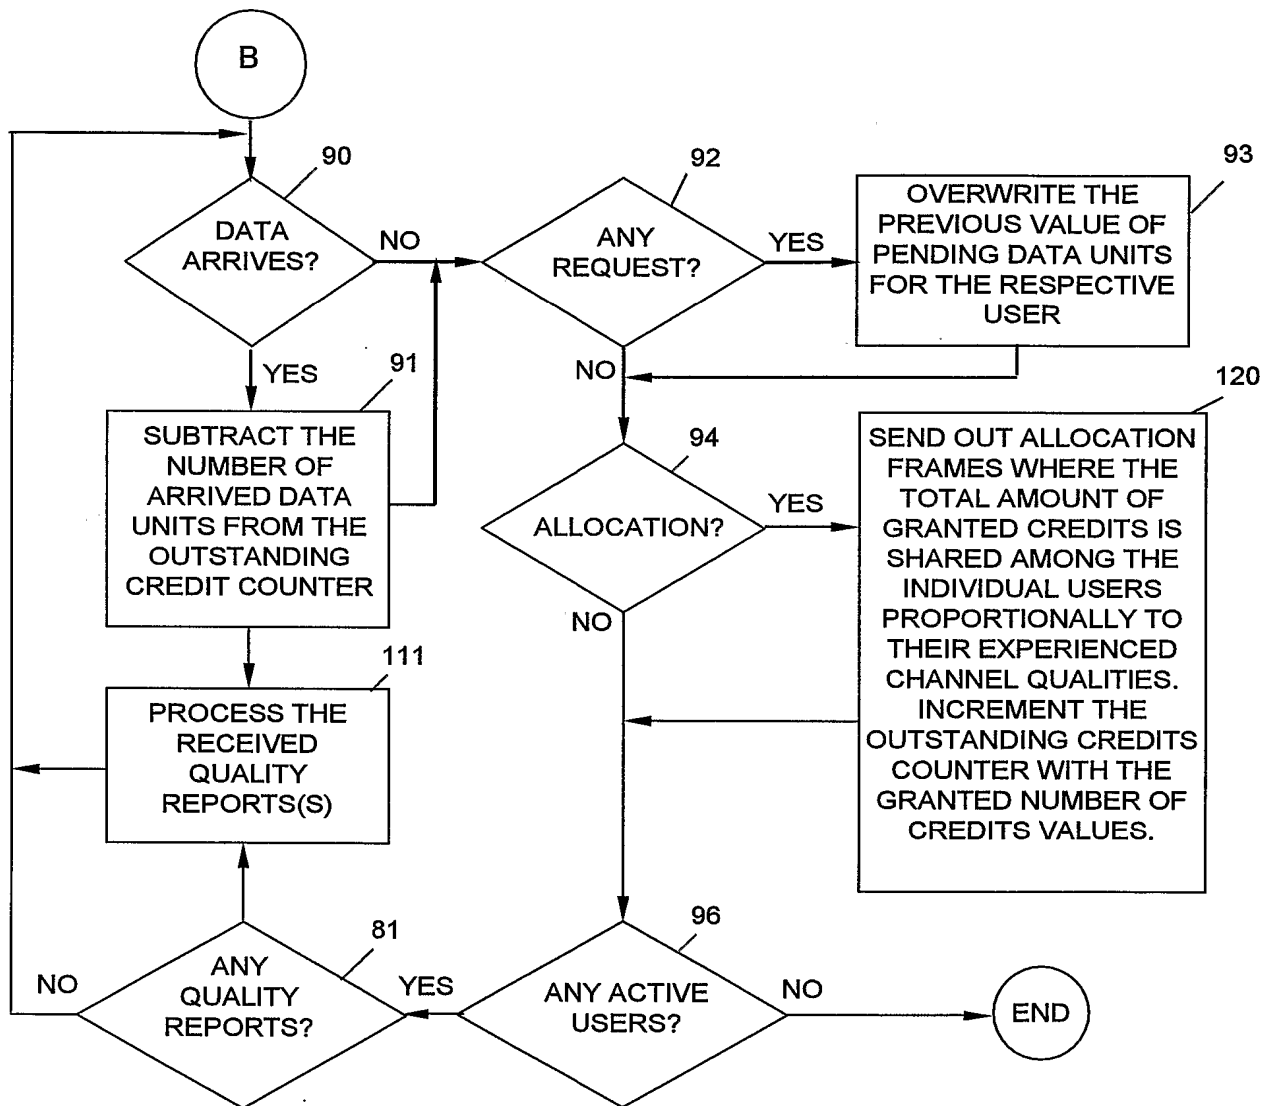 B
90
DATA
ARRIVES?
NO
92
ANY
REQUEST?
YES
93
OVERWRITE THE
PREVIOUS VALUE OF
PENDING DATA UNITS
FOR THE RESPECTIVE
USER
YES
91
SUBTRACT THE
NUMBER OF
ARRIVED DATA
UNITS FROM THE
OUTSTANDING
CREDIT COUNTER
NO
94
ALLOCATION?
YES
120
SEND OUT ALLOCATION
FRAMES WHERE THE
TOTAL AMOUNT OF
GRANTED CREDITS IS
SHARED AMONG THE
INDIVIDUAL USERS
PROPORTIONALLY TO
THEIR EXPERIENCED
CHANNEL QUALITIES.
INCREMENT THE
OUTSTANDING CREDITS
COUNTER WITH THE
GRANTED NUMBER OF
CREDITS VALUES.
NO
111
PROCESS THE
RECEIVED
QUALITY
REPORTS(S)
NO
81
ANY
QUALITY
REPORTS?
YES
96
ANY ACTIVE
USERS?
NO
END